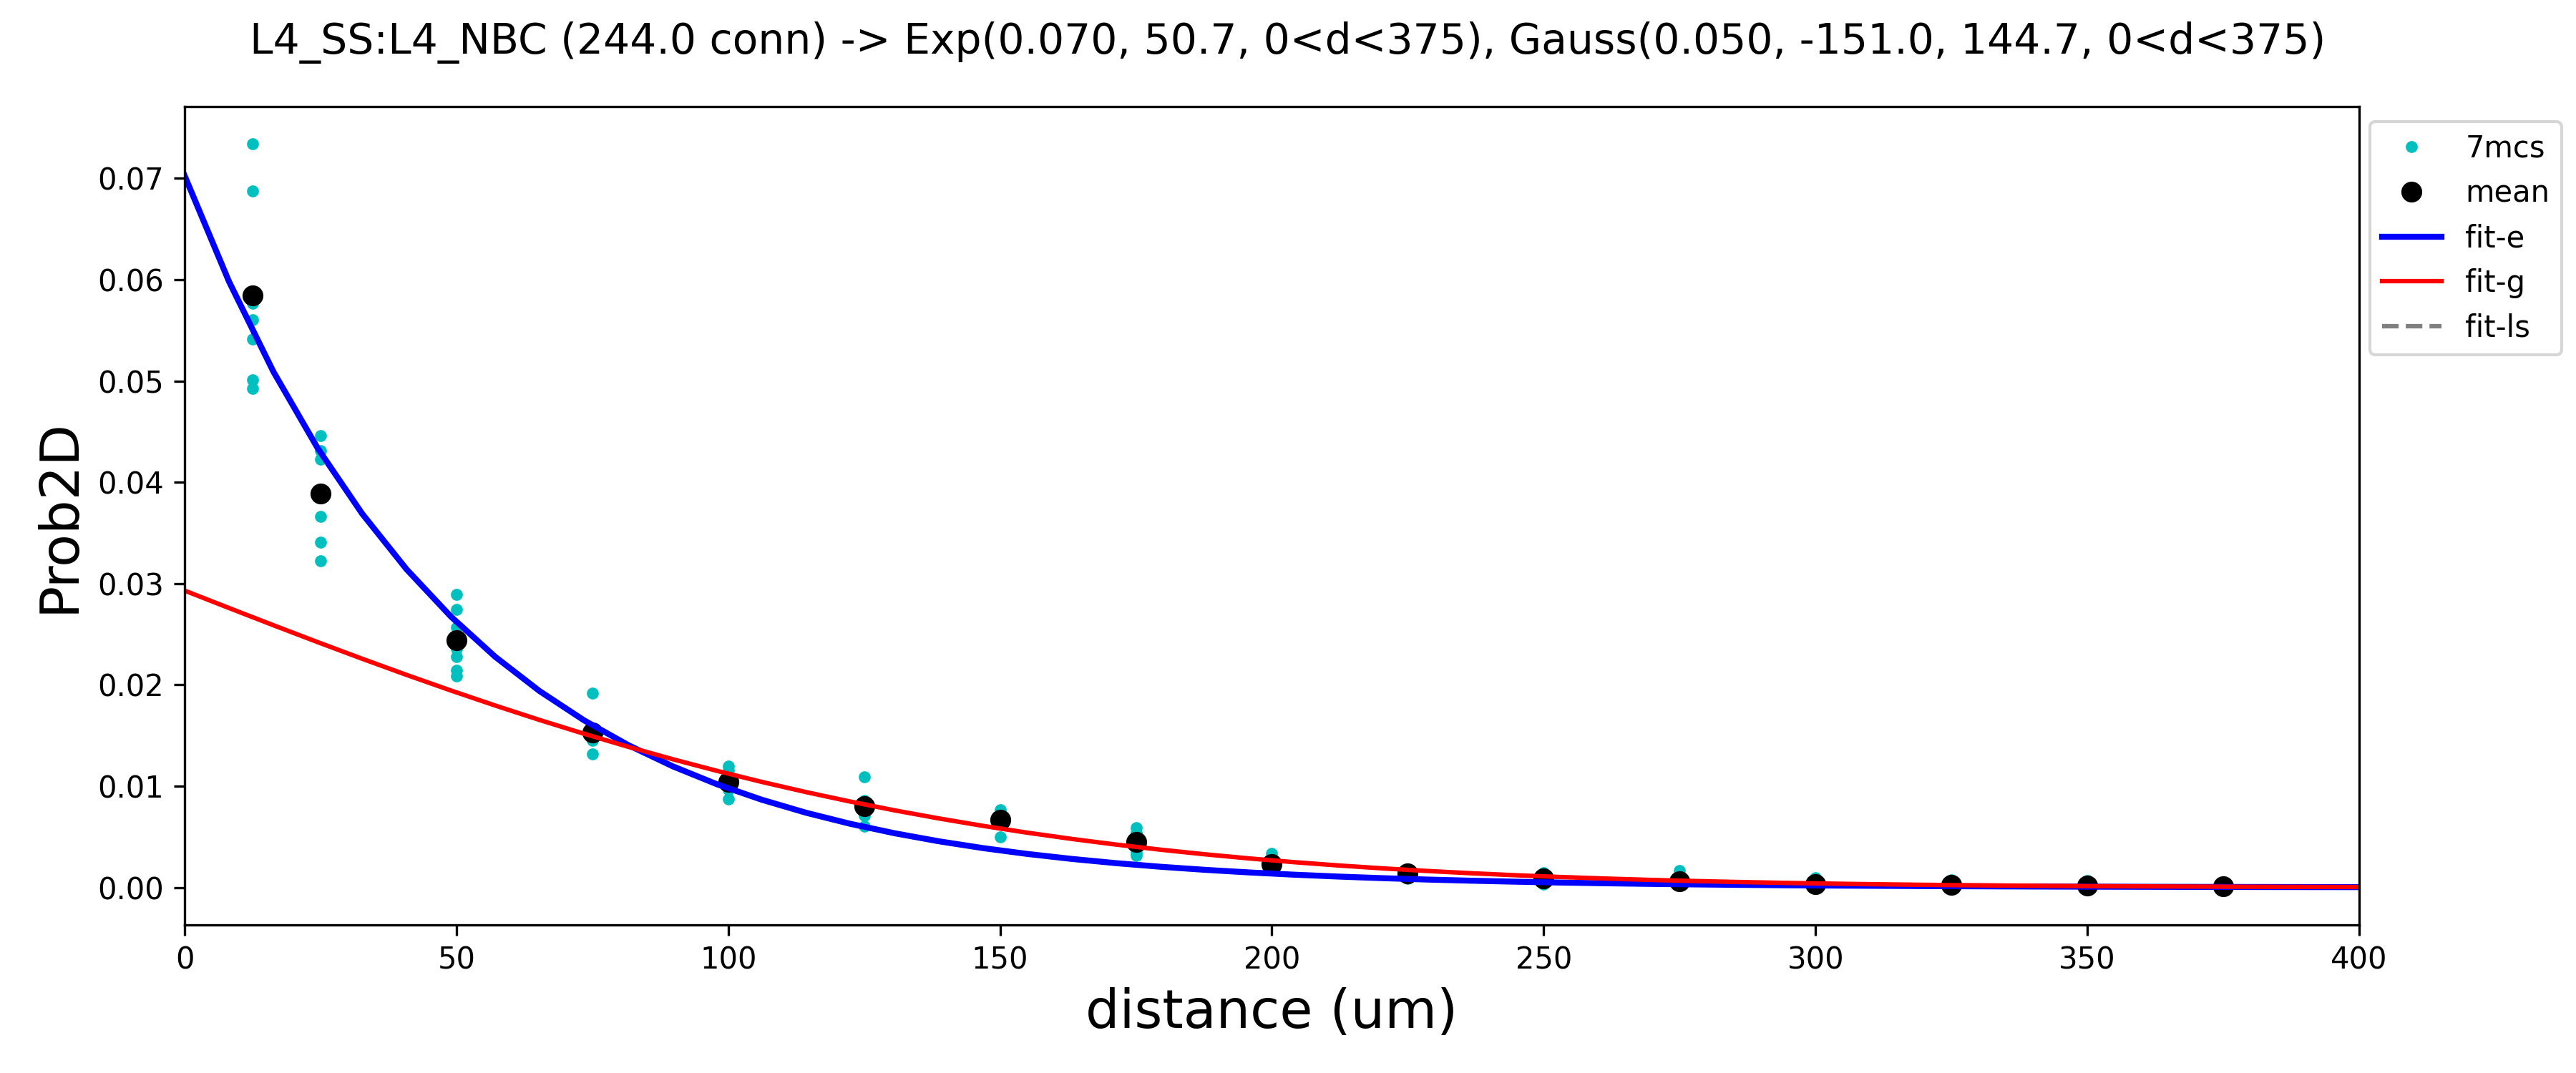 L4_SS:L4_NBC (244.0 conn) -> Exp(0.070, 50.7, 0<d<375), Gauss(0.050, -151.0, 144.7, 0<d<375)
7mcs
mean
fit-e
fit-g
fit-ls
Prob2D
0.07
0.06
0.05
0.04
0.03
0.02
0.01
0.00
0 50 100 150 200 250 300 350 400
distance (um)